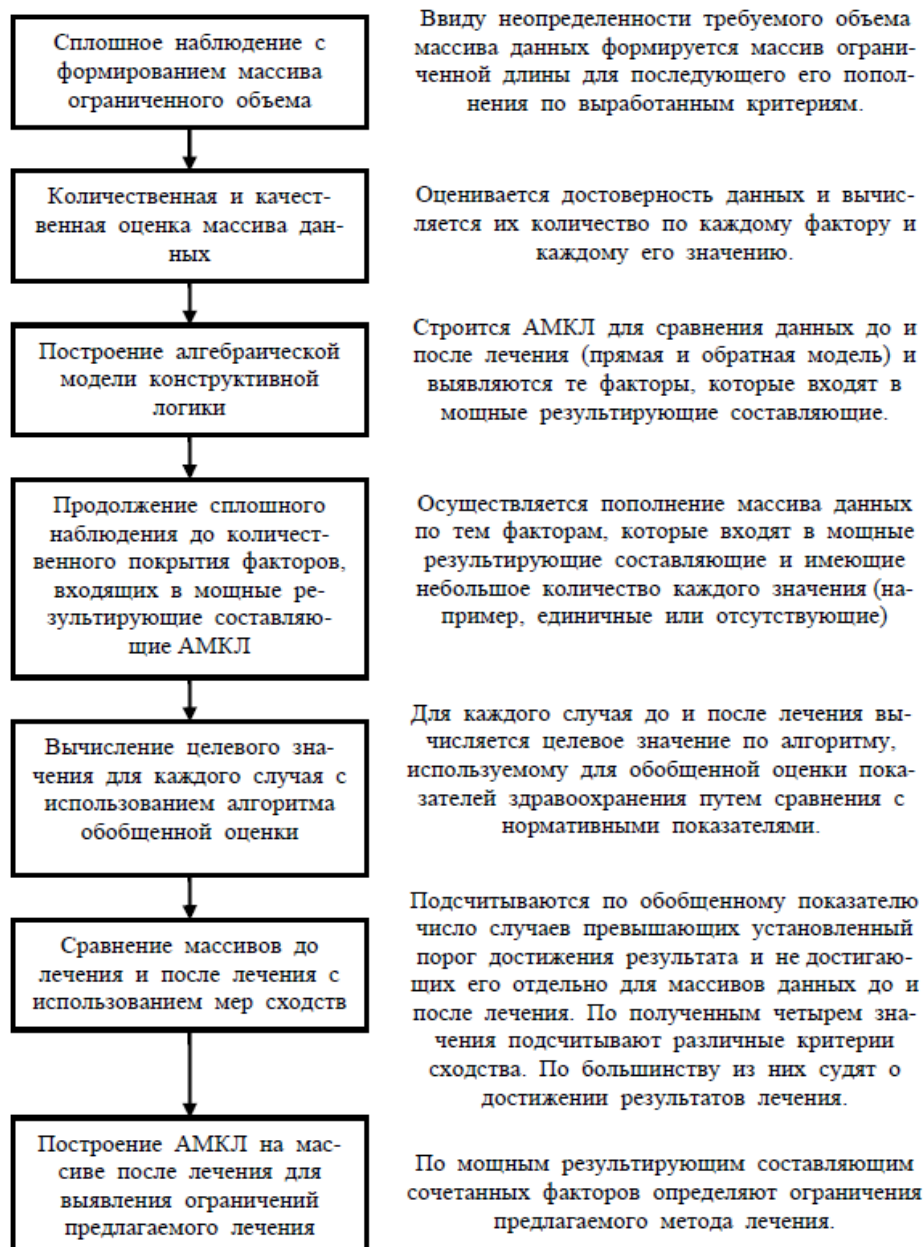 Сплошное наблюдение с
формированием массива
ограниченного объема
Ввиду неопределенности требуемого объема
массива данных формируется массив ограни-
ченной длины для последующего его попол-
нения по выработанным критериям.
Количественная и качест-
венная оценка массива дан-
ных
Оценивается достоверность данных и вычис-
ляется их количество по каждому фактору и
каждому его значению.
Построение алгебраической
модели конструктивной
логики
Строится АМКЛ для сравнения данных до и
после лечения (прямая и обратная модель) и
выявляются те факторы, которые входят в
мощные результирующие составляющие.
Продолжение сплошного
наблюдения до количест-
венного покрытия факторов,
входящих в мощные ре-
зультирующие составляю-
щие АМКЛ
Осуществляется пополнение массива данных
по тем факторам, которые входят в мощные
результирующие составляющие и имеющие
небольшое количество каждого значения (на-
пример, единичные или отсутствующие)
Вычисление целевого зна-
чения для каждого случая с
использованием алгоритма
обобщенной оценки
Для каждого случая до и после лечения вы-
числяется целевое значение по алгоритму,
используемому для обобщенной оценки пока-
зателей здравоохранения путем сравнения с
нормативными показателями.
Сравнение массивов до
лечения и после лечения с
использованием мер сходств
Подсчитываются по обобщенному показателю
число случаев превышающих установленный
порог достижения результата и не достигаю-
щих его отдельно для массивов данных до и
после лечения. По полученным четырем зна-
чения подсчитывают различные критерии
сходства. По большинству из них судят о
достижении результатов лечения.
Построение АМКЛ на мас-
сиве после лечения для
выявления ограничений
предлагаемого лечения
По мощным результирующим составляющим
сочетанных факторов определяют ограничения
предлагаемого метода лечения.